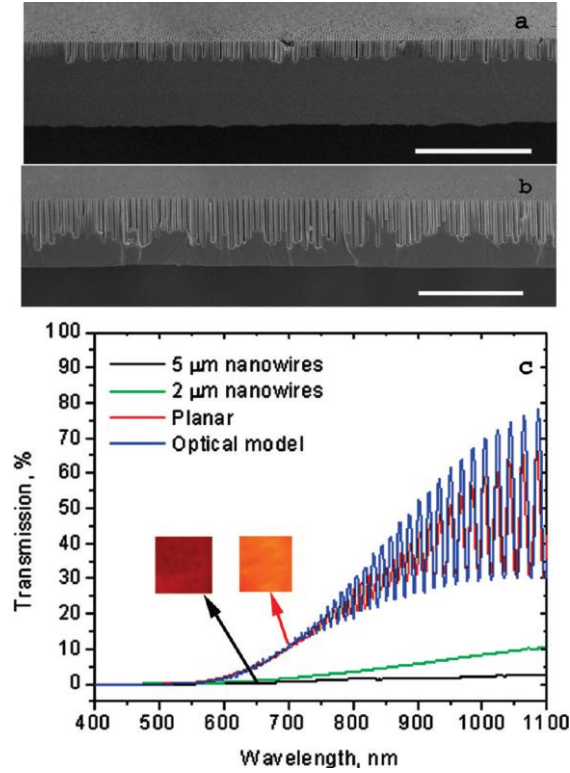 a
b
c
100
90
80
70
60
50
40
30
20
10
0
Transmission, %
5 µm nanowires
2 µm nanowires
Planar
Optical model
400 500 600 700 800 900 1000 1100
Wavelength, nm